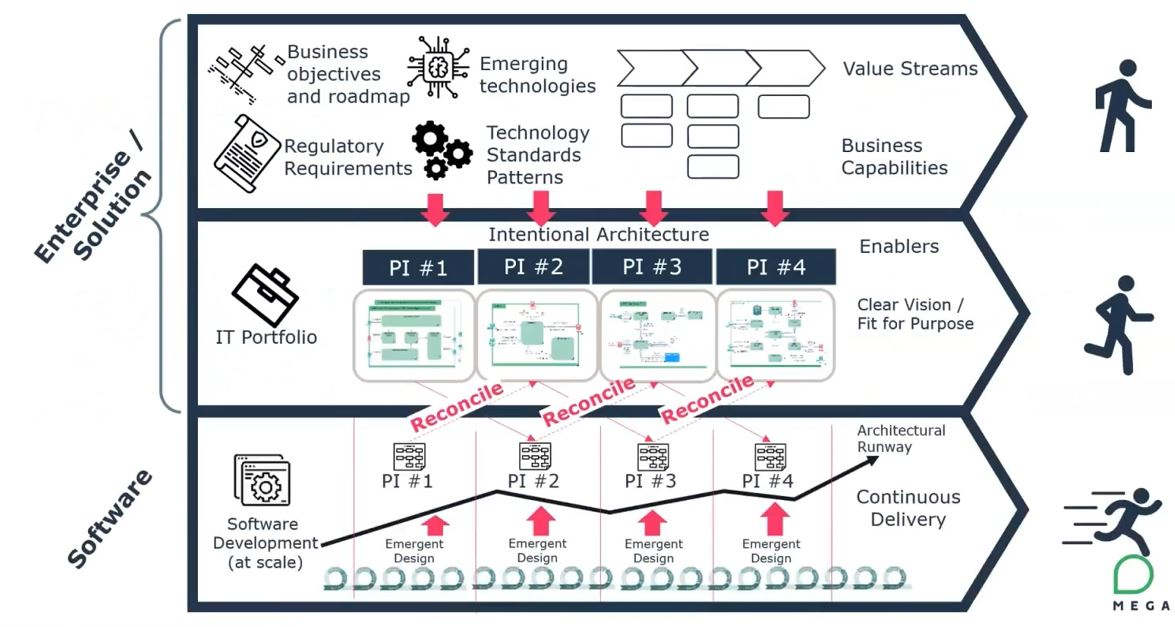 Enterprise /
Solution
Business
objectives
and roadmap
Emerging
technologies
Value Streams
Regulatory
Requirements
Technology
Standards
Patterns
Business
Capabilities
Intentional Architecture
Enablers
PI #1
PI #2
PI #3
PI #4
IT Portfolio
Clear Vision /
Fit for Purpose
Reconcile
Reconcile
Reconcile
Software
Architectural
Runway
PI #1
PI #2
PI #3
PI #4
Continuous
Delivery
Software
Development
(at scale)
Emergent
Design
Emergent
Design
Emergent
Design
Emergent
Design
MEGA